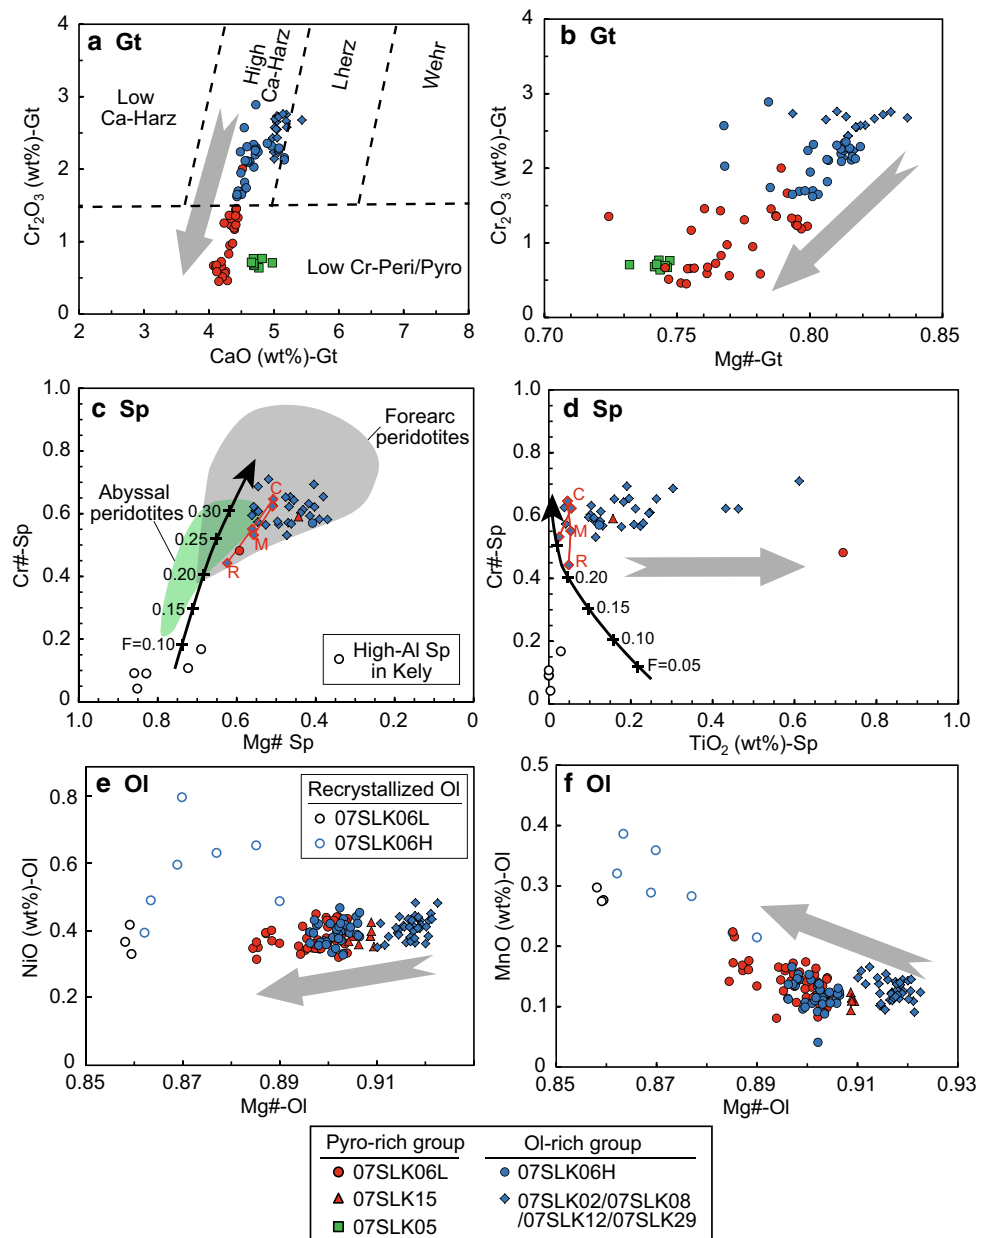 a Gt
Low
Ca-Harz
High
Ca-Harz
Lherz
Wehr
Low Cr-Peri/Pyro
Cr2O3 (wt%)-Gt
4
3
2
1
0
2 3 4 5 6 7 8
CaO (wt%)-Gt
b Gt
Cr2O3 (wt%)-Gt
4
3
2
1
0
0.70 0.75 0.80 0.85
Mg#-Gt
c Sp
Forearc
peridotites
Abyssal
peridotites
0.30
0.25
0.20
0.15
F=0.10
C
M
R
High-Al Sp
in Kely
Cr#-Sp
1.0
0.8
0.6
0.4
0.2
0
1.0 0.8 0.6 0.4 0.2 0
Mg# Sp
d Sp
C
M
R
0.20
0.15
0.10
F=0.05
Cr#-Sp
1.0
0.8
0.6
0.4
0.2
0
0 0.2 0.4 0.6 0.8 1.0
TiO2 (wt%)-Sp
e Ol
Recrystallized Ol
07SLK06L
07SLK06H
NiO (wt%)-Ol
0.8
0.6
0.4
0.2
0
0.85 0.87 0.89 0.91
Mg#-Ol
f Ol
MnO (wt%)-Ol
0.5
0.4
0.3
0.2
0.1
0
0.85 0.87 0.89 0.91 0.93
Mg#-Ol
Pyro-rich group
07SLK06L
07SLK15
07SLK05
Ol-rich group
07SLK06H
07SLK02/07SLK08
/07SLK12/07SLK29